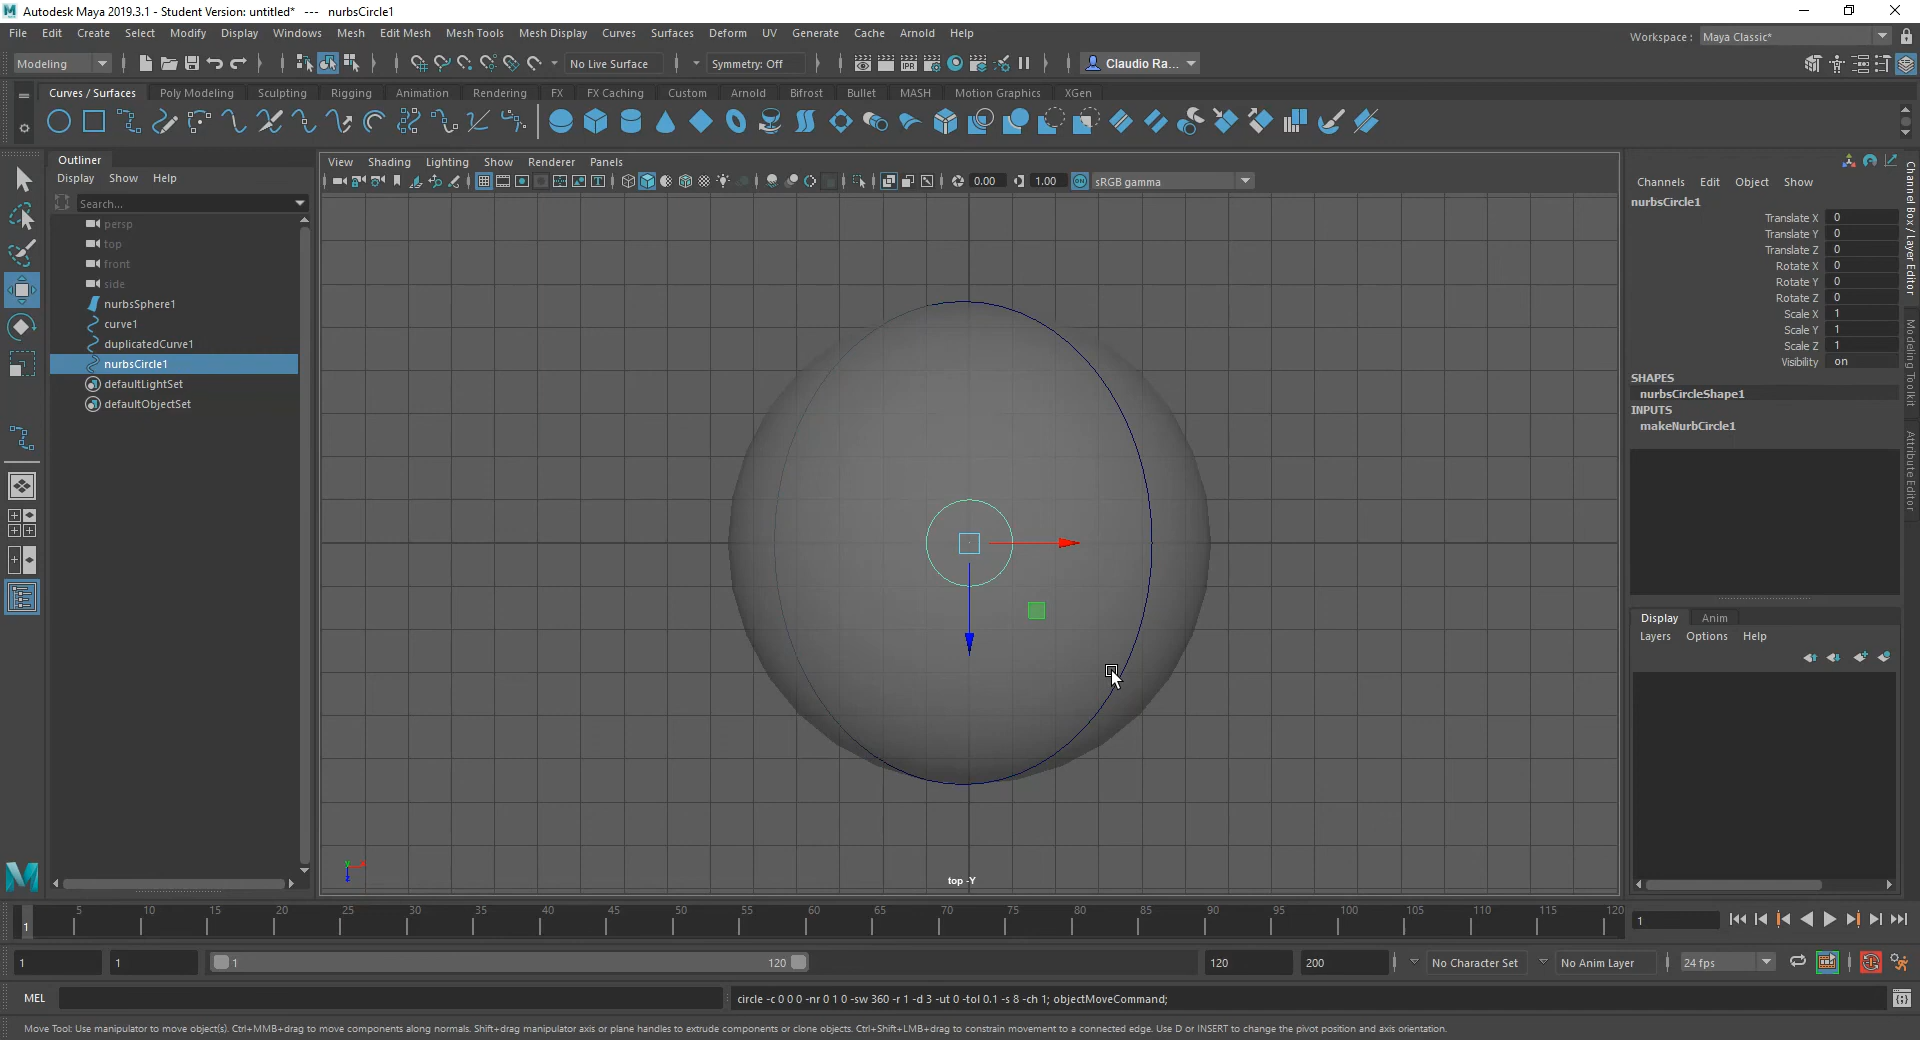 Autodesk Maya 2019.3.1 - Student Version: untitled* --- nurbsCircle1
File Edit Create Select Modify Display Windows Mesh Edit Mesh Mesh Tools Mesh Display Curves Surfaces Deform UV Generate Cache Arnold Help
Workspace : Maya Classic*
Modeling No Live Surface Symmetry: Off Claudio Ra...
Curves / Surfaces Poly Modeling Sculpting Rigging Animation Rendering FX FX Caching Custom Arnold Bifrost Bullet MASH Motion Graphics XGen
Outliner
Display Show Help
Search...
persp
top
front
side
nurbsSphere1
curve1
duplicatedCurve1
nurbsCircle1
defaultLightSet
defaultObjectSet
View Shading Lighting Show Renderer Panels
0.00 1.00 ON sRGB gamma
top -Y
Channels Edit Object Show
nurbsCircle1
Translate X 0
Translate Y 0
Translate Z 0
Rotate X 0
Rotate Y 0
Rotate Z 0
Scale X 1
Scale Y 1
Scale Z 1
Visibility on
SHAPES
nurbsCircleShape1
INPUTS
makeNurbCircle1
Display Anim
Layers Options Help
Channel Box / Layer Editor
Modeling Toolkit
Attribute Editor
1 5 10 15 20 25 30 35 40 45 50 55 60 65 70 75 80 85 90 95 100 105 110 115 120
1
1 1 1 120 120 200 No Character Set No Anim Layer 24 fps
MEL circle -c 0 0 0 -nr 0 1 0 -sw 360 -r 1 -d 3 -ut 0 -tol 0.1 -s 8 -ch 1; objectMoveCommand;
Move Tool: Use manipulator to move object(s). Ctrl+MMB+drag to move components along normals. Shift+drag manipulator axis or plane handles to extrude components or clone objects. Ctrl+Shift+LMB+drag to constrain movement to a connected edge. Use D or INSERT to change the pivot position and axis orientation.